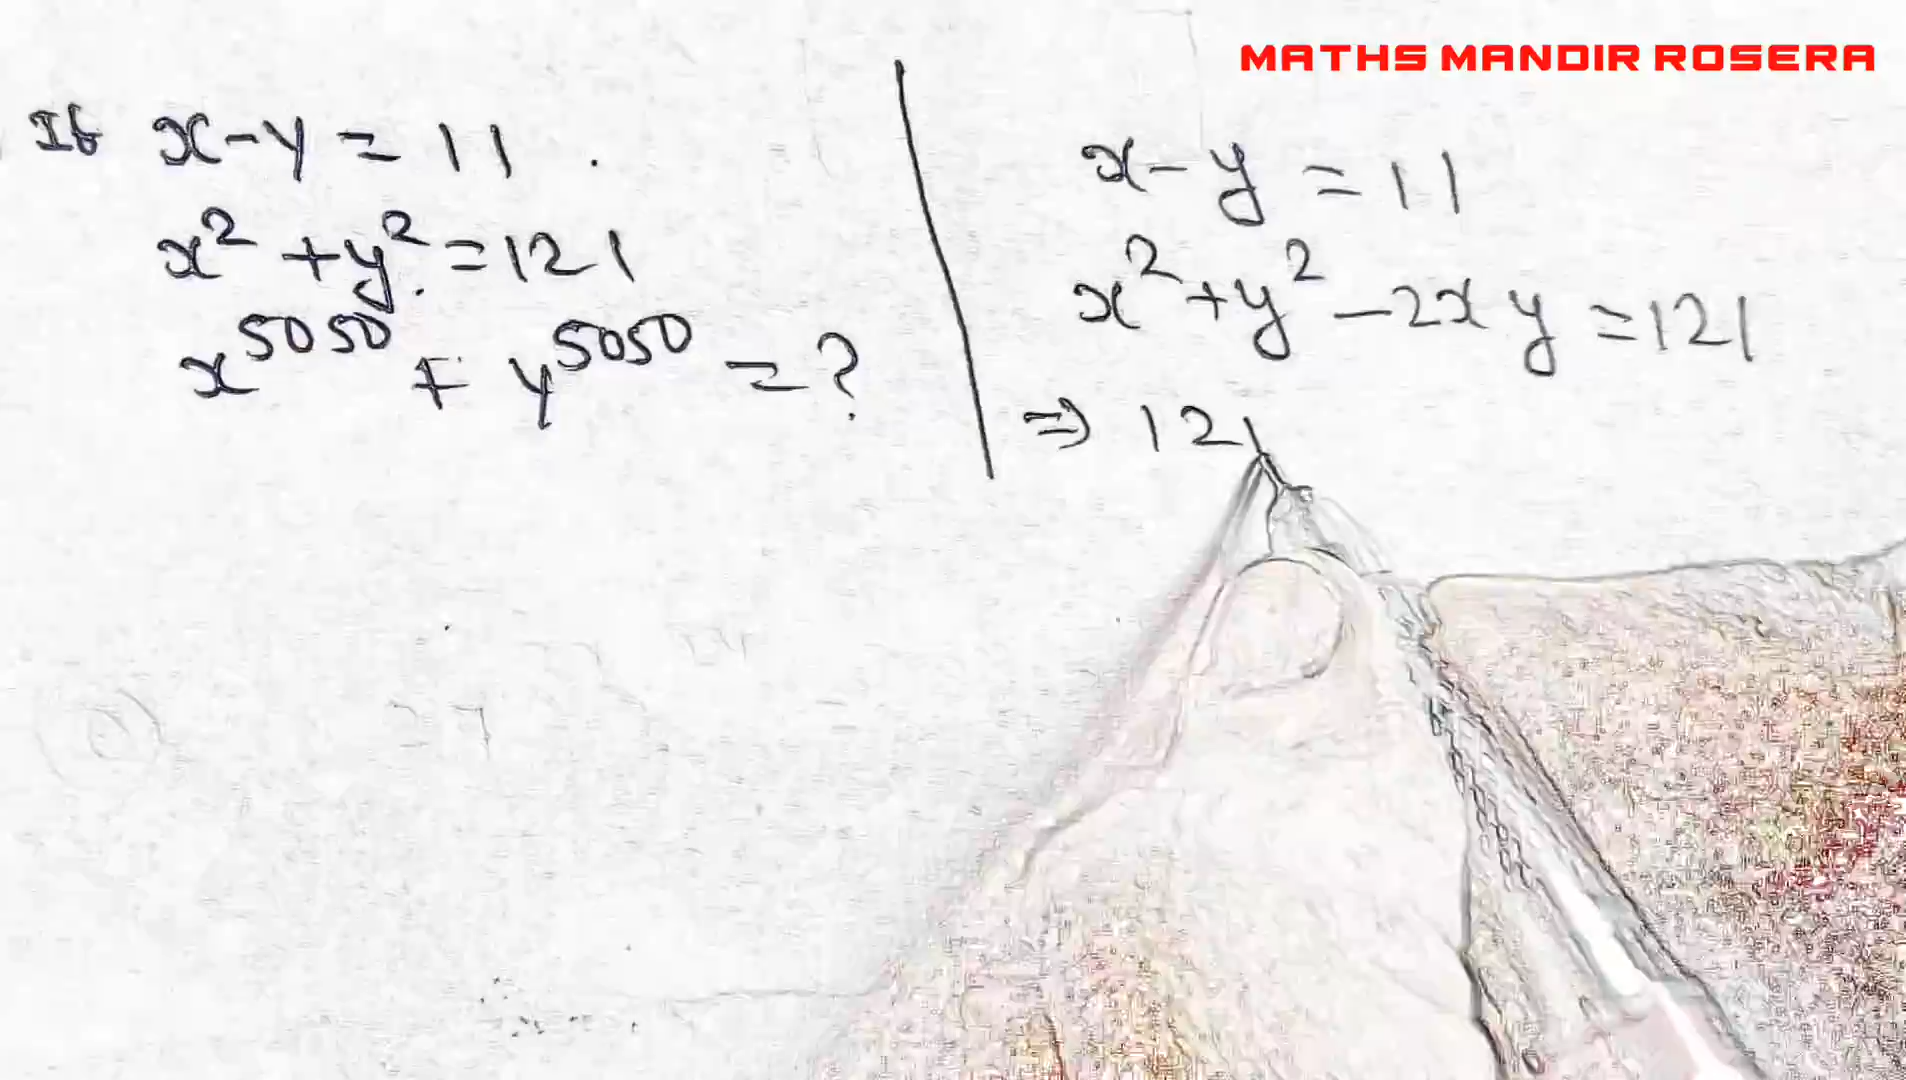 MATHS MANDIR ROSERA
If x-y=11.
x²+y²=121
x⁵⁰⁵⁰+y⁵⁰⁵⁰=?
x-y=11
x²+y²-2xy=121
⇒121